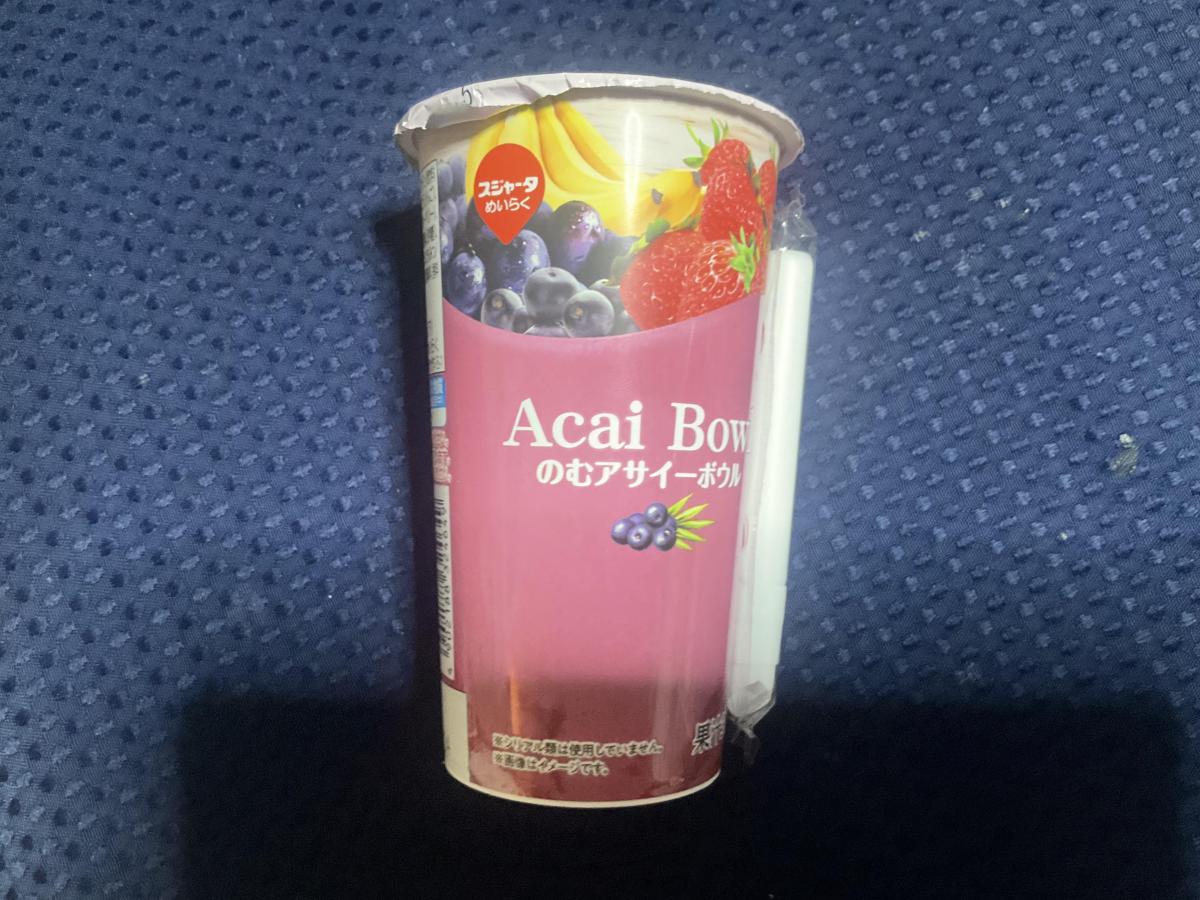 5
スジャータ
めいらく
Acai Bow
のむアサイーボウル
※シリアル類は使用していません。
※画像はイメージです。
果汁